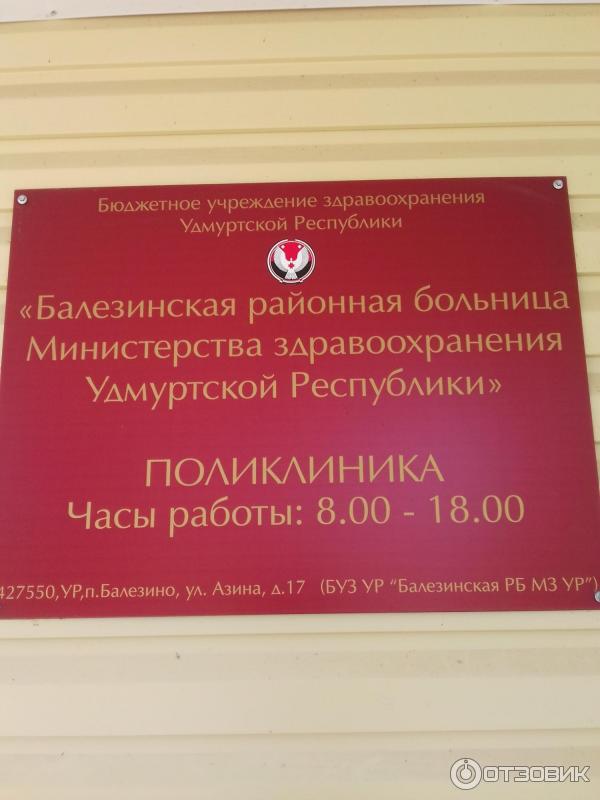 Бюджетное учреждение здравоохранения
Удмуртской Республики
«Балезинская районная больница
Министерства здравоохранения
Удмуртской Республики»
ПОЛИКЛИНИКА
Часы работы: 8.00 - 18.00
427550,УР,п.Балезино, ул. Азина, д.17 (БУЗ УР "Балезинская РБ МЗ УР")
ОТЗОВИК